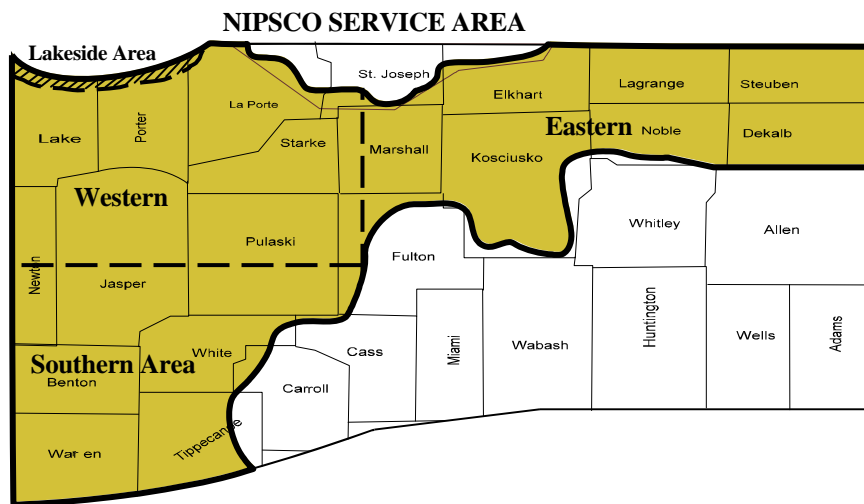 NIPSCO SERVICE AREA
Lakeside Area
St. Joseph
Elkhart
Lagrange
Steuben
La Porte
Lake
Porter
Starke
Marshall
Eastern
Noble
Dekalb
Kosciusko
Western
Whitley
Allen
Pulaski
Fulton
Newton
Jasper
Huntington
White
Cass
Miami
Wabash
Wells
Adams
Southern Area
Benton
Carroll
Tippecanoe
War en